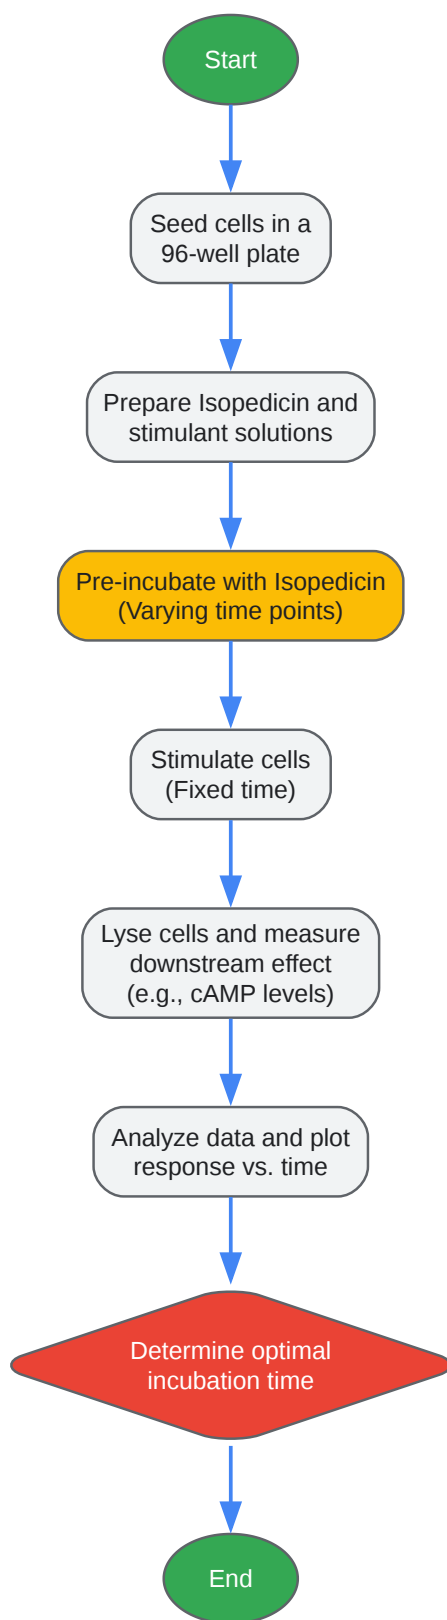 Start
Seed cells in a
96-well plate
Prepare Isopedicin and
stimulant solutions
Pre-incubate with Isopedicin
(Varying time points)
Stimulate cells
(Fixed time)
Lyse cells and measure
downstream effect
(e.g., cAMP levels)
Analyze data and plot
response vs. time
Determine optimal
incubation time
End